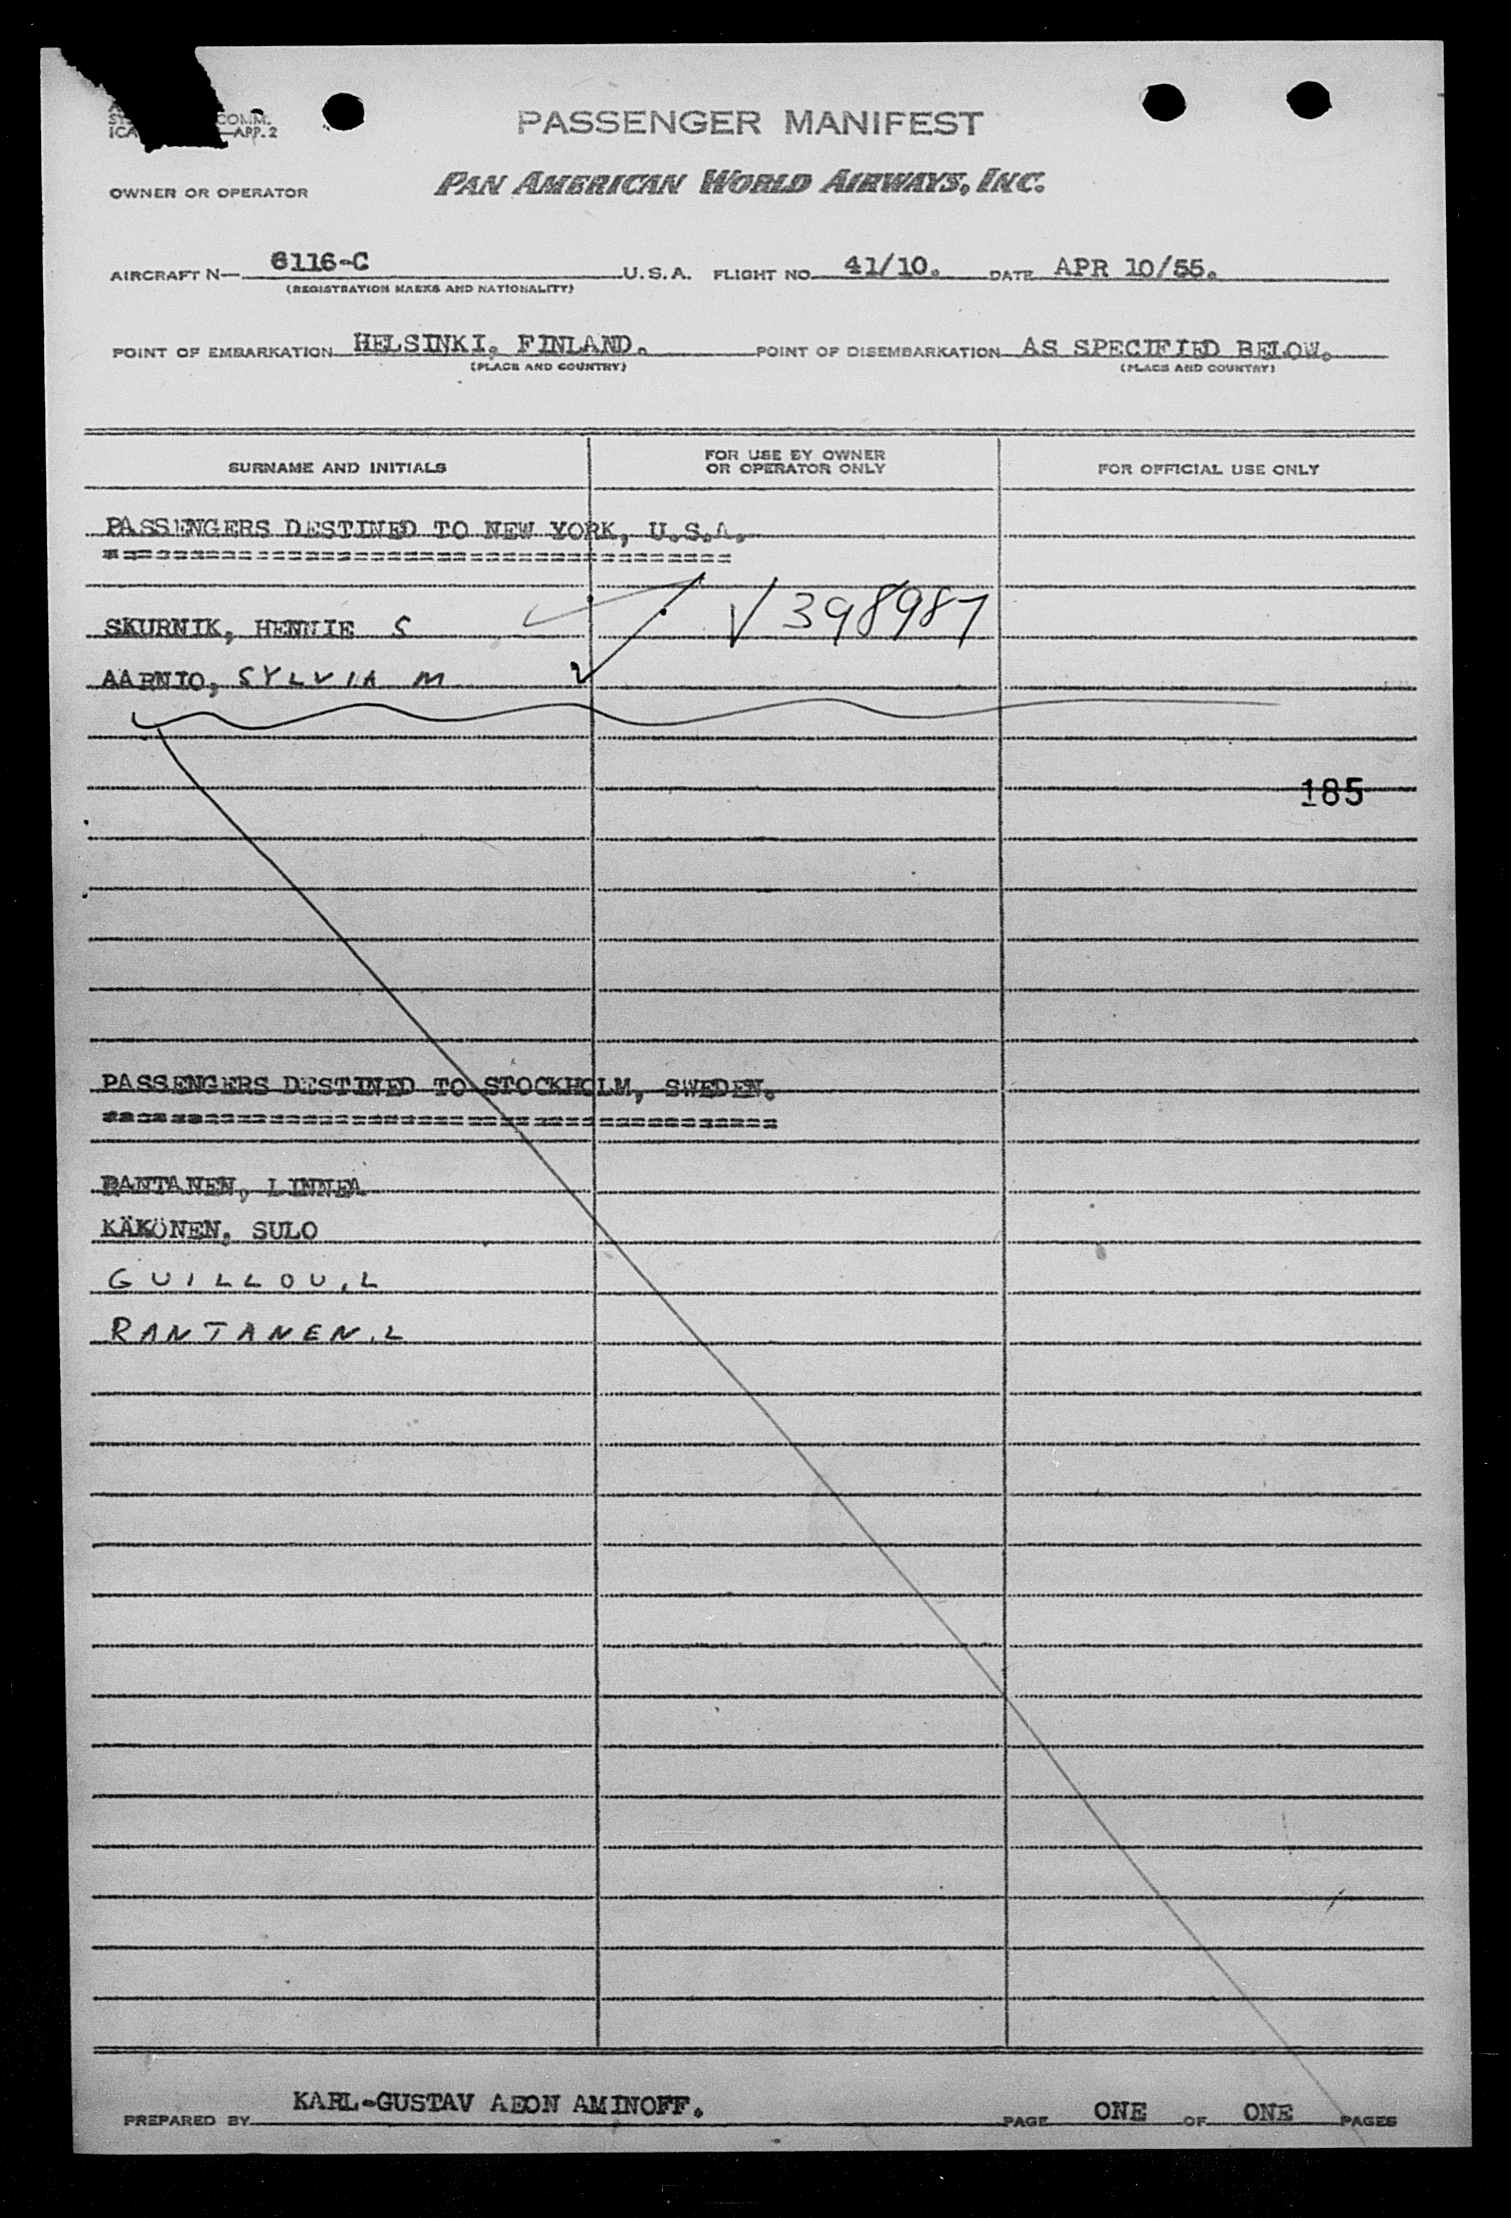 COMM.
ICA —APP. 2
PASSENGER MANIFEST
OWNER OR OPERATOR PAN AMERICAN WORLD AIRWAYS, INC.
AIRCRAFT N— 6116-C U.S.A. FLIGHT NO. 41/10. DATE APR 10/55.
(REGISTRATION MARKS AND NATIONALITY)
POINT OF EMBARKATION HELSINKI, FINLAND. POINT OF DISEMBARKATION AS SPECIFIED BELOW.
(PLACE AND COUNTRY) (PLACE AND COUNTRY)
SURNAME AND INITIALS FOR USE BY OWNER OR OPERATOR ONLY FOR OFFICIAL USE ONLY
PASSENGERS DESTINED TO NEW YORK, U.S.A.
=======================================
SKURNIK, HENNIE S √ 398987
AARNIO, SYLVIA M
185
PASSENGERS DESTINED TO STOCKHOLM, SWEDEN.
=========================================
RANTANEN, LINNEA
KÄKÖNEN, SULO
GUILLOU, L
RANTANEN, L
PREPARED BY KARL-GUSTAV AEON AMINOFF. PAGE ONE OF ONE PAGES